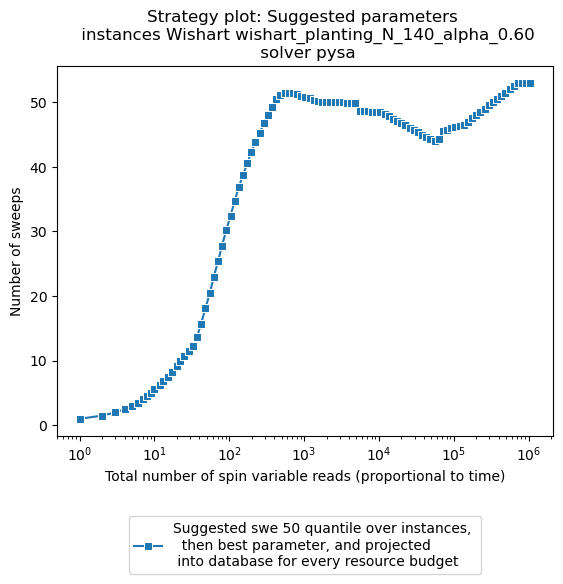 Strategy plot: Suggested parameters
instances Wishart wishart_planting_N_140_alpha_0.60
solver pysa
Number of sweeps
50
40
30
20
10
0
10^0
10^1
10^2
10^3
10^4
10^5
10^6
Total number of spin variable reads (proportional to time)
Suggested swe 50 quantile over instances,
then best parameter, and projected
into database for every resource budget